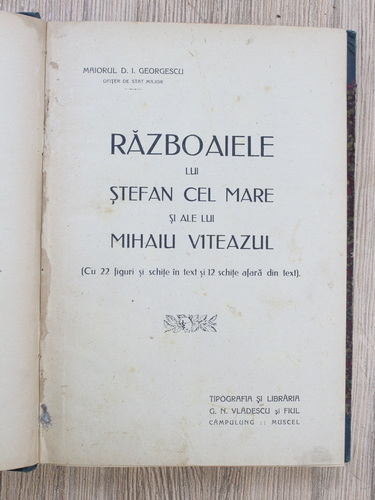 MAIORUL D. I. GEORGESCU
OFIȚER DE STAT MAJOR
RĂZBOAIELE
LUI
ȘTEFAN CEL MARE
ȘI ALE LUI
MIHAIU VITEAZUL
(Cu 22 figuri și schițe în text și 12 schițe afară din text).
TIPOGRAFIA ȘI LIBRĂRIA
G. N. VLĂDESCU și FIUL
CÂMPULUNG :: MUSCEL